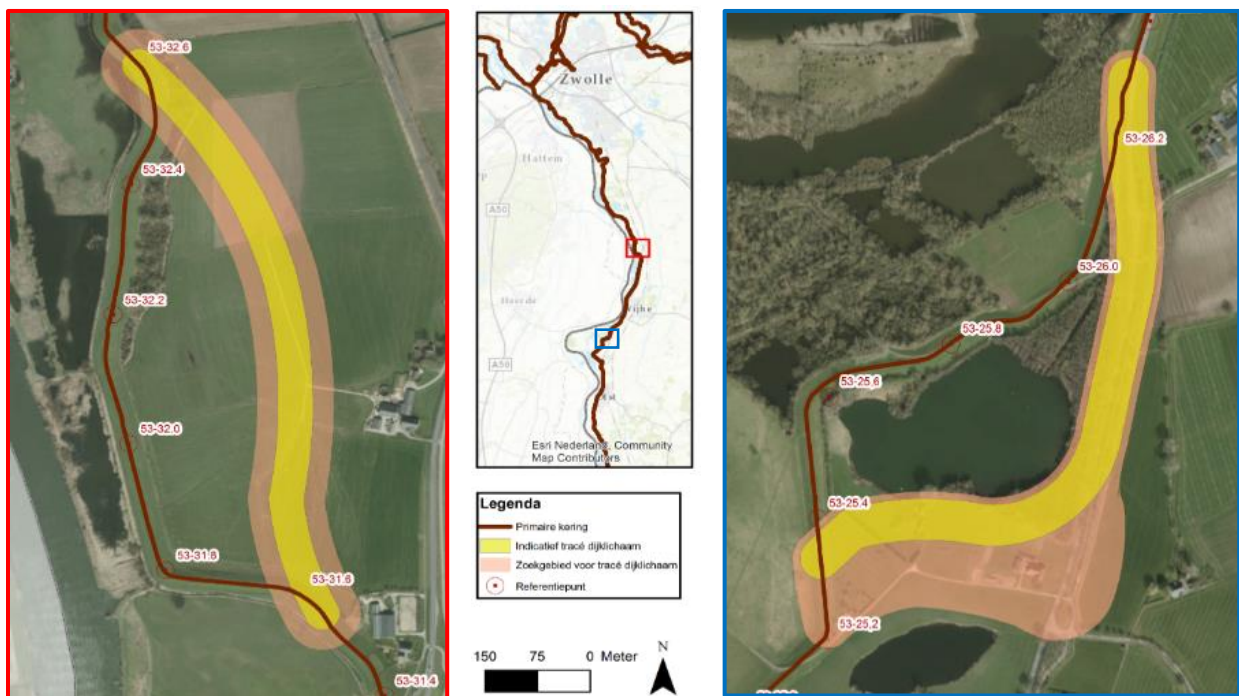 53-32.6
53-32.4
53-32.2
53-32.0
53-31.8
53-31.6
53-31.4
Zwolle
Hattem
A50
Heerde
Wijhe
A50
Esri Nederland, Community
Map Contributors
Legenda
Primaire kering
Indicatief tracé dijklichaam
Zoekgebied voor tracé dijklichaam
Referentiepunt
150 75 0 Meter
N
53-26.2
53-26.0
53-25.8
53-25.6
53-25.4
53-25.2